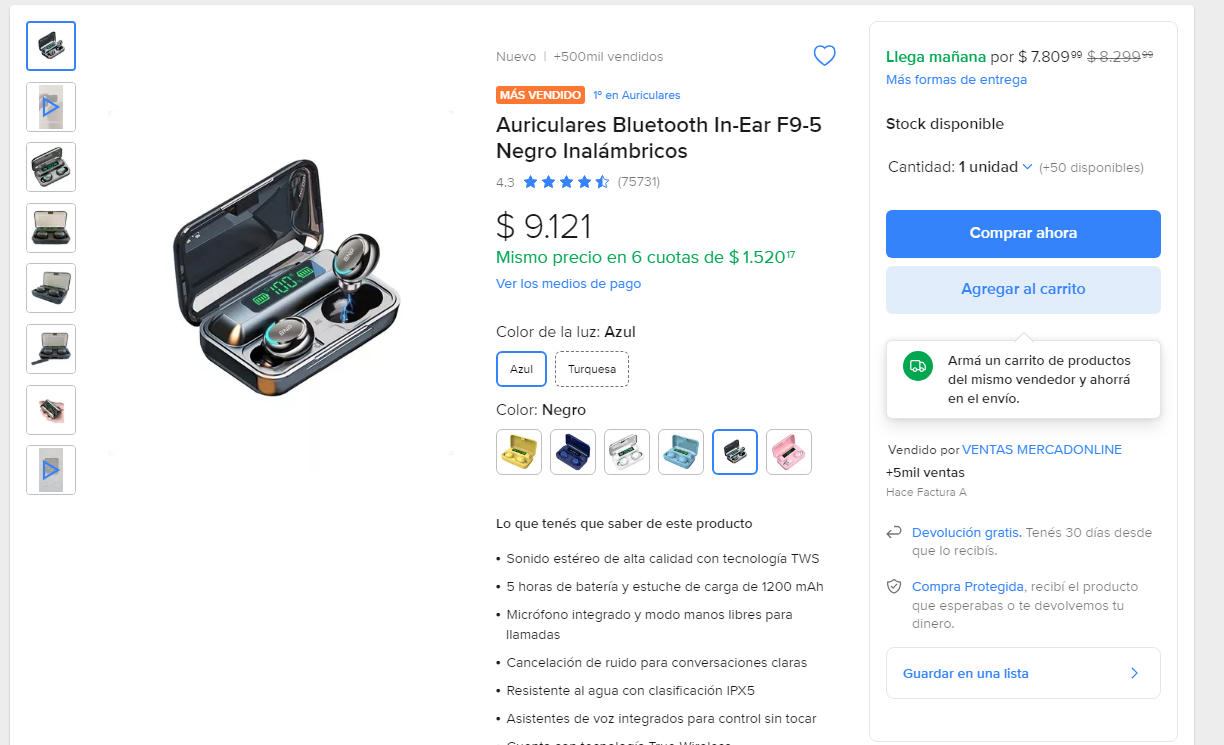 Nuevo | +500mil vendidos
MÁS VENDIDO 1º en Auriculares
Auriculares Bluetooth In-Ear F9-5
Negro Inalámbricos
4.3 (75731)
$ 9.121
Mismo precio en 6 cuotas de $ 1.520¹⁷
Ver los medios de pago
Color de la luz: Azul
Azul
Turquesa
Color: Negro
Lo que tenés que saber de este producto
• Sonido estéreo de alta calidad con tecnología TWS
• 5 horas de batería y estuche de carga de 1200 mAh
• Micrófono integrado y modo manos libres para
llamadas
• Cancelación de ruido para conversaciones claras
• Resistente al agua con clasificación IPX5
• Asistentes de voz integrados para control sin tocar
• Cuenta con tecnología True Wireless
Llega mañana por $ 7.809⁹⁹ $ 8.299⁹⁹
Más formas de entrega
Stock disponible
Cantidad: 1 unidad (+50 disponibles)
Comprar ahora
Agregar al carrito
Armá un carrito de productos
del mismo vendedor y ahorrá
en el envío.
Vendido por VENTAS MERCADONLINE
+5mil ventas
Hace Factura A
Devolución gratis. Tenés 30 días desde
que lo recibís.
Compra Protegida, recibí el producto
que esperabas o te devolvemos tu
dinero.
Guardar en una lista